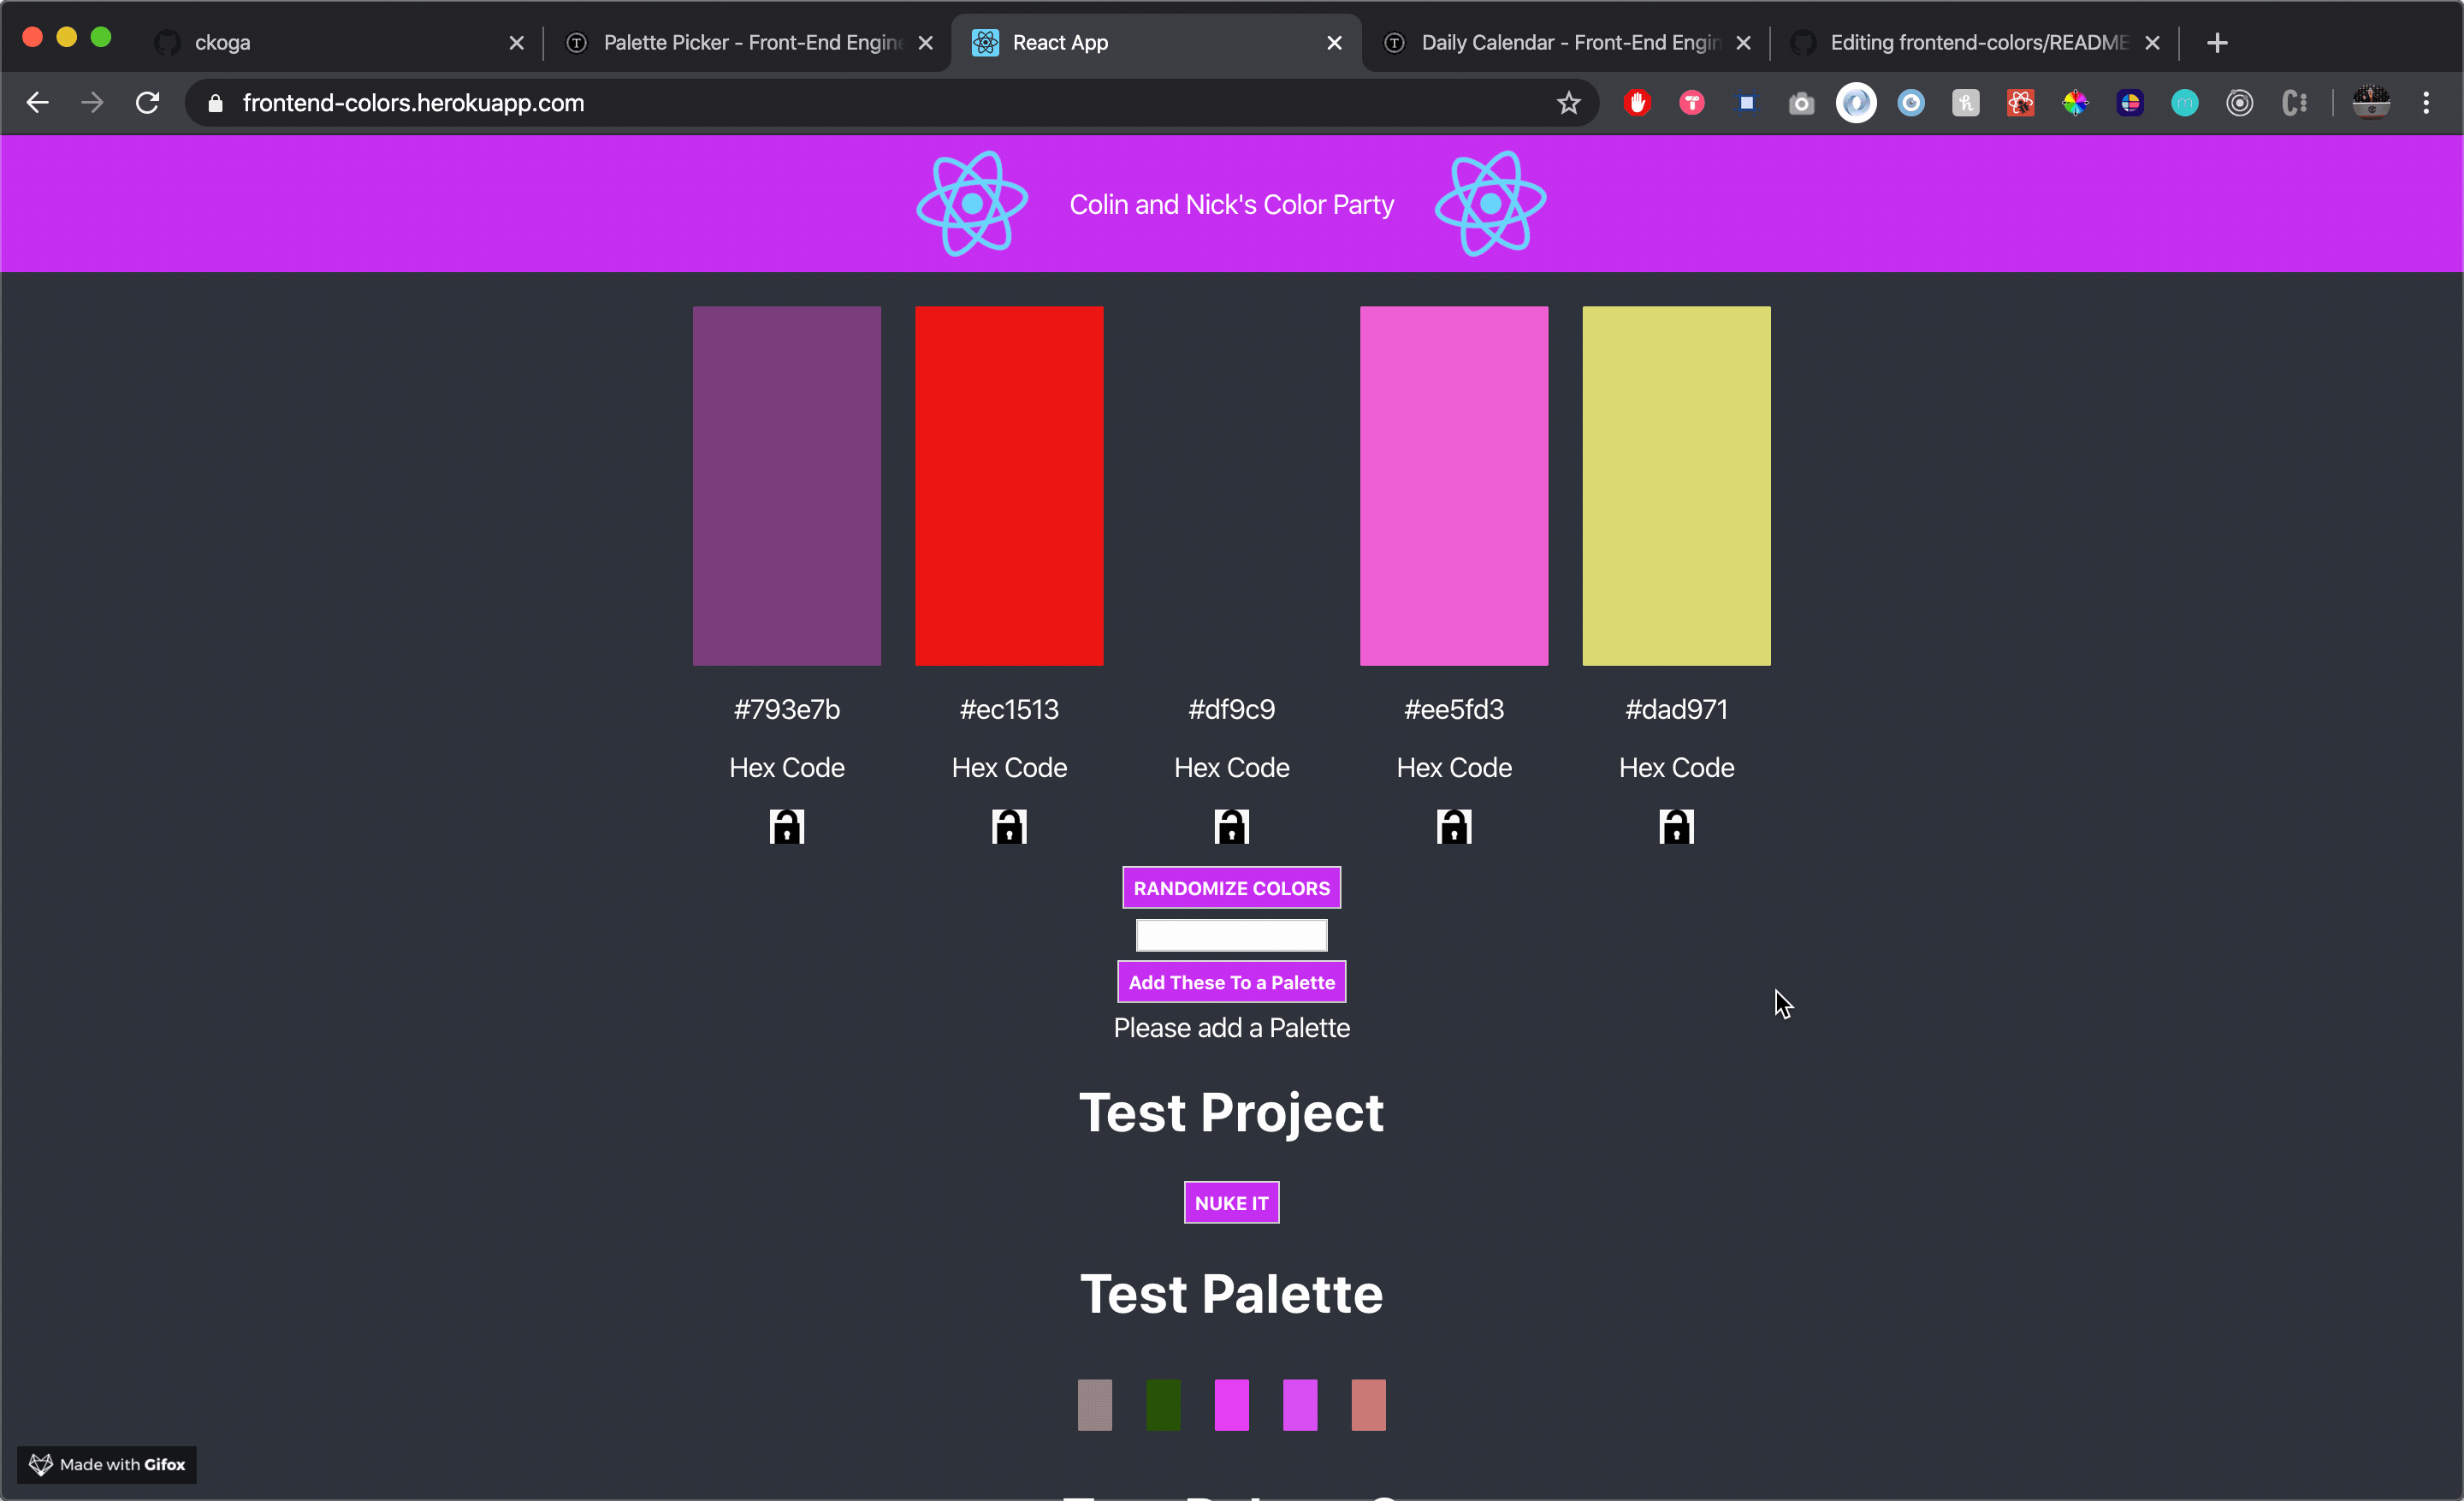 ckoga
Palette Picker - Front-End Engine
React App
Daily Calendar - Front-End Engin
Editing frontend-colors/README
frontend-colors.herokuapp.com
Colin and Nick's Color Party
#793e7b #ec1513 #df9c9 #ee5fd3 #dad971
Hex Code Hex Code Hex Code Hex Code Hex Code
RANDOMIZE COLORS
Add These To a Palette
Please add a Palette
Test Project
NUKE IT
Test Palette
Made with Gifox